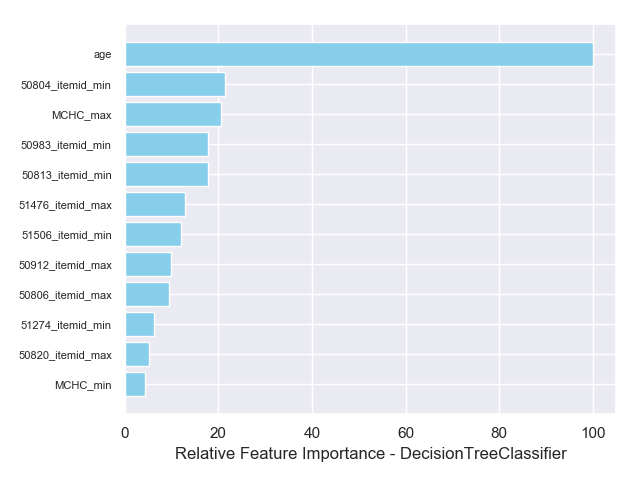 age
50804_itemid_min
MCHC_max
50983_itemid_min
50813_itemid_min
51476_itemid_max
51506_itemid_min
50912_itemid_max
50806_itemid_max
51274_itemid_min
50820_itemid_max
MCHC_min
0 20 40 60 80 100
Relative Feature Importance - DecisionTreeClassifier